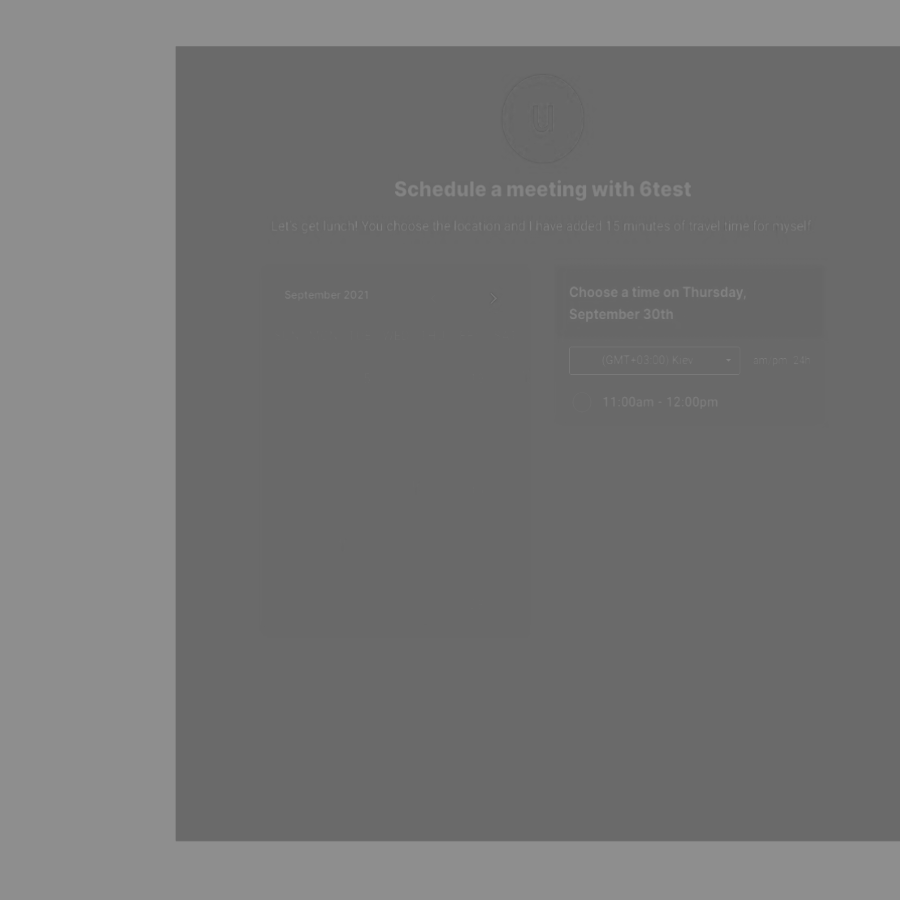 Schedule a meeting with 6test
Let's get lunch! You choose the location and I have added 15 minutes of travel time for myself
September 2021
Choose a time on Thursday,
September 30th
(GMT+03:00) Kiev
am/pm 24h
11:00am - 12:00pm